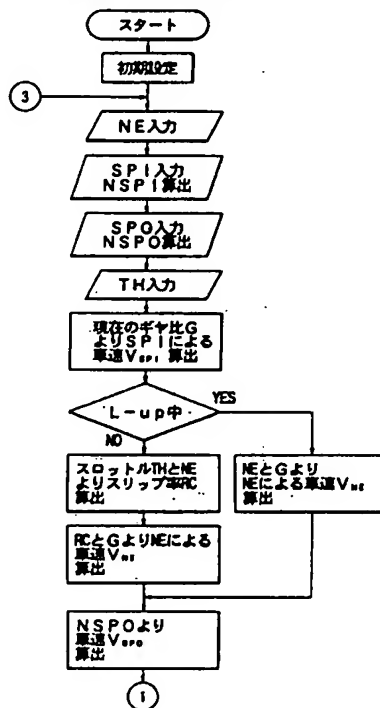 スタート
初期設定
3
NE入力
SPI入力
NSPI算出
SPO入力
NSPO算出
TH入力
現在のギヤ比G
よりSPIによる
車速VSPI算出
L-up中
YES
NO
スロットルTHとNE
よりスリップ率RC
算出
NEとGより
NEによる車速VNE
算出
RCとGよりNEによる
車速VNE
算出
NSPOより
車速VSPO
算出
1